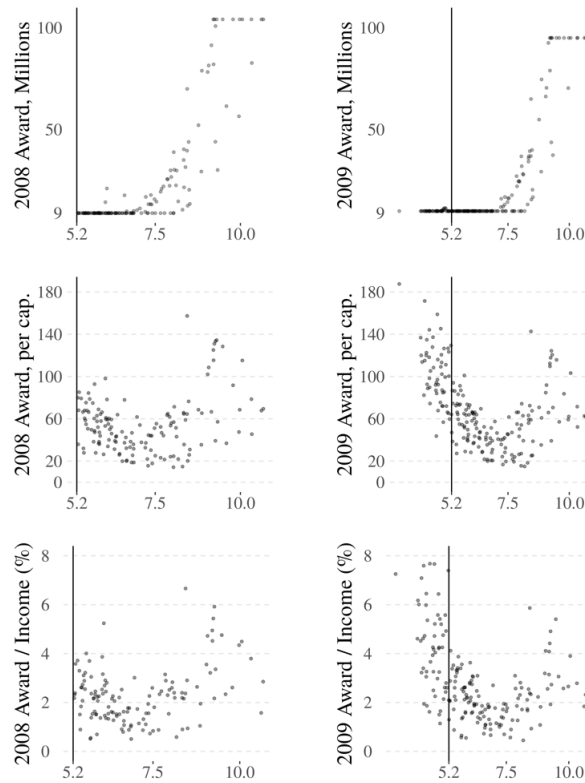 2008 Award, Millions
100
50
9
5.2 7.5 10.0
2009 Award, Millions
100
50
9
5.2 7.5 10.0
2008 Award, per cap.
180
140
100
60
20
0
5.2 7.5 10.0
2009 Award, per cap.
180
140
100
60
20
0
5.2 7.5 10.0
2008 Award / Income (%)
8
6
4
2
0
5.2 7.5 10.0
2009 Award / Income (%)
8
6
4
2
0
5.2 7.5 10.0